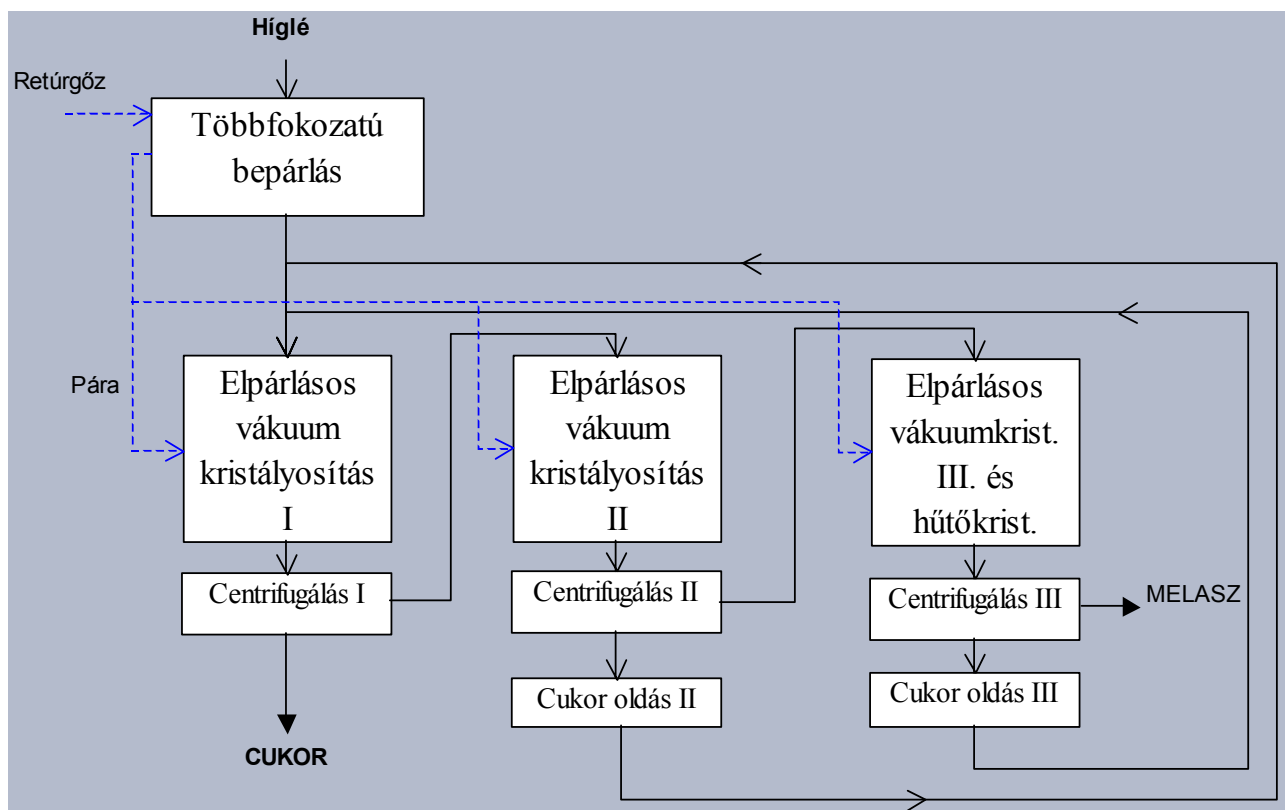 Híglé
Retúrgőz
Többfokozatú
bepárlás
Pára
Elpárlásos
vákuum
kristályosítás
I
Elpárlásos
vákuum
kristályosítás
II
Elpárlásos
vákuumkrist.
III. és
hűtőkrist.
Centrifugálás I
Centrifugálás II
Centrifugálás III
MELASZ
Cukor oldás II
Cukor oldás III
CUKOR